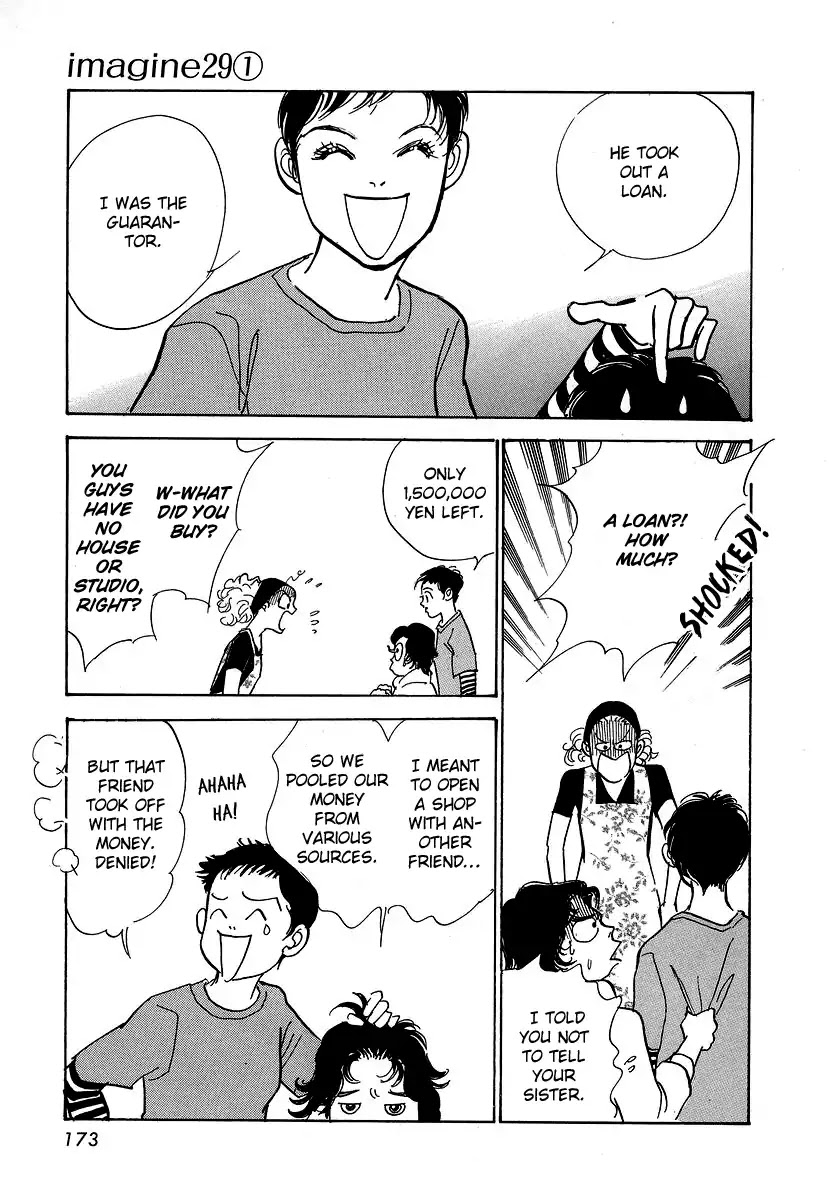 imagine29①
HE TOOK
OUT A
LOAN.
I WAS THE
GUARAN-
TOR.
A LOAN?!
HOW
MUCH?
SHOCKED!
I TOLD
YOU NOT
TO TELL
YOUR
SISTER.
ONLY
1,500,000
YEN LEFT.
W-WHAT
DID YOU
BUY?
YOU
GUYS
HAVE
NO
HOUSE
OR
STUDIO,
RIGHT?
I MEANT
TO OPEN
A SHOP
WITH AN-
OTHER
FRIEND...
SO WE
POOLED OUR
MONEY
FROM
VARIOUS
SOURCES.
AHAHA
HA!
BUT THAT
FRIEND
TOOK OFF
WITH THE
MONEY.
DENIED!
173